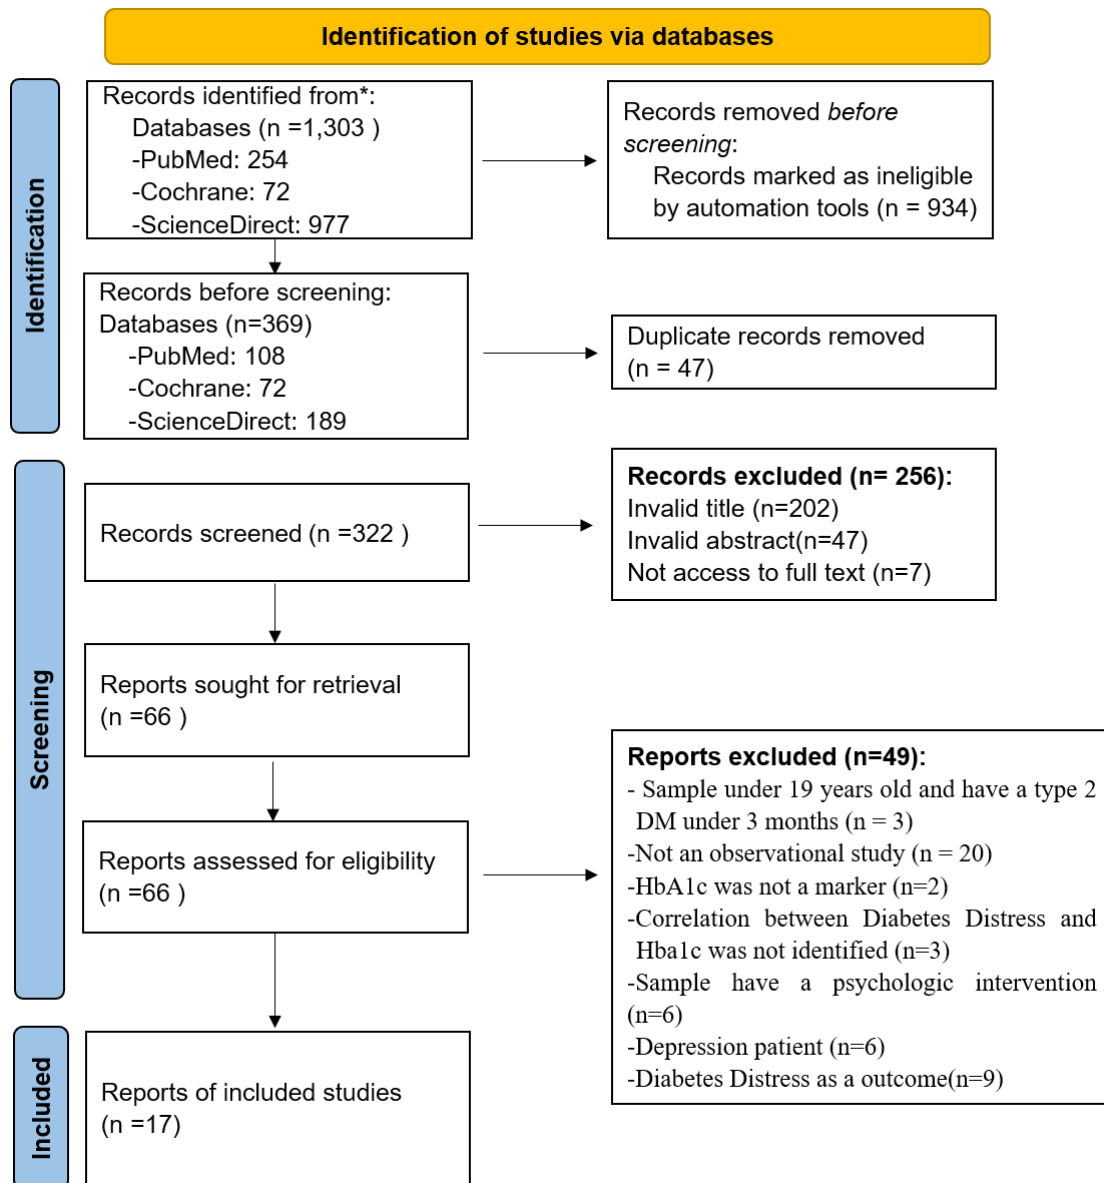 Identification of studies via databases
Identification
Records identified from*:
Databases (n =1,303 )
-PubMed: 254
-Cochrane: 72
-ScienceDirect: 977
Records removed before
screening:
Records marked as ineligible
by automation tools (n = 934)
Records before screening:
Databases (n=369)
-PubMed: 108
-Cochrane: 72
-ScienceDirect: 189
Duplicate records removed
(n = 47)
Screening
Records screened (n =322 )
Records excluded (n= 256):
Invalid title (n=202)
Invalid abstract(n=47)
Not access to full text (n=7)
Reports sought for retrieval
(n =66 )
Reports assessed for eligibility
(n =66 )
Reports excluded (n=49):
- Sample under 19 years old and have a type 2
DM under 3 months (n = 3)
-Not an observational study (n = 20)
-HbA1c was not a marker (n=2)
-Correlation between Diabetes Distress and
Hba1c was not identified (n=3)
-Sample have a psychologic intervention
(n=6)
-Depression patient (n=6)
-Diabetes Distress as a outcome(n=9)
Included
Reports of included studies
(n =17)